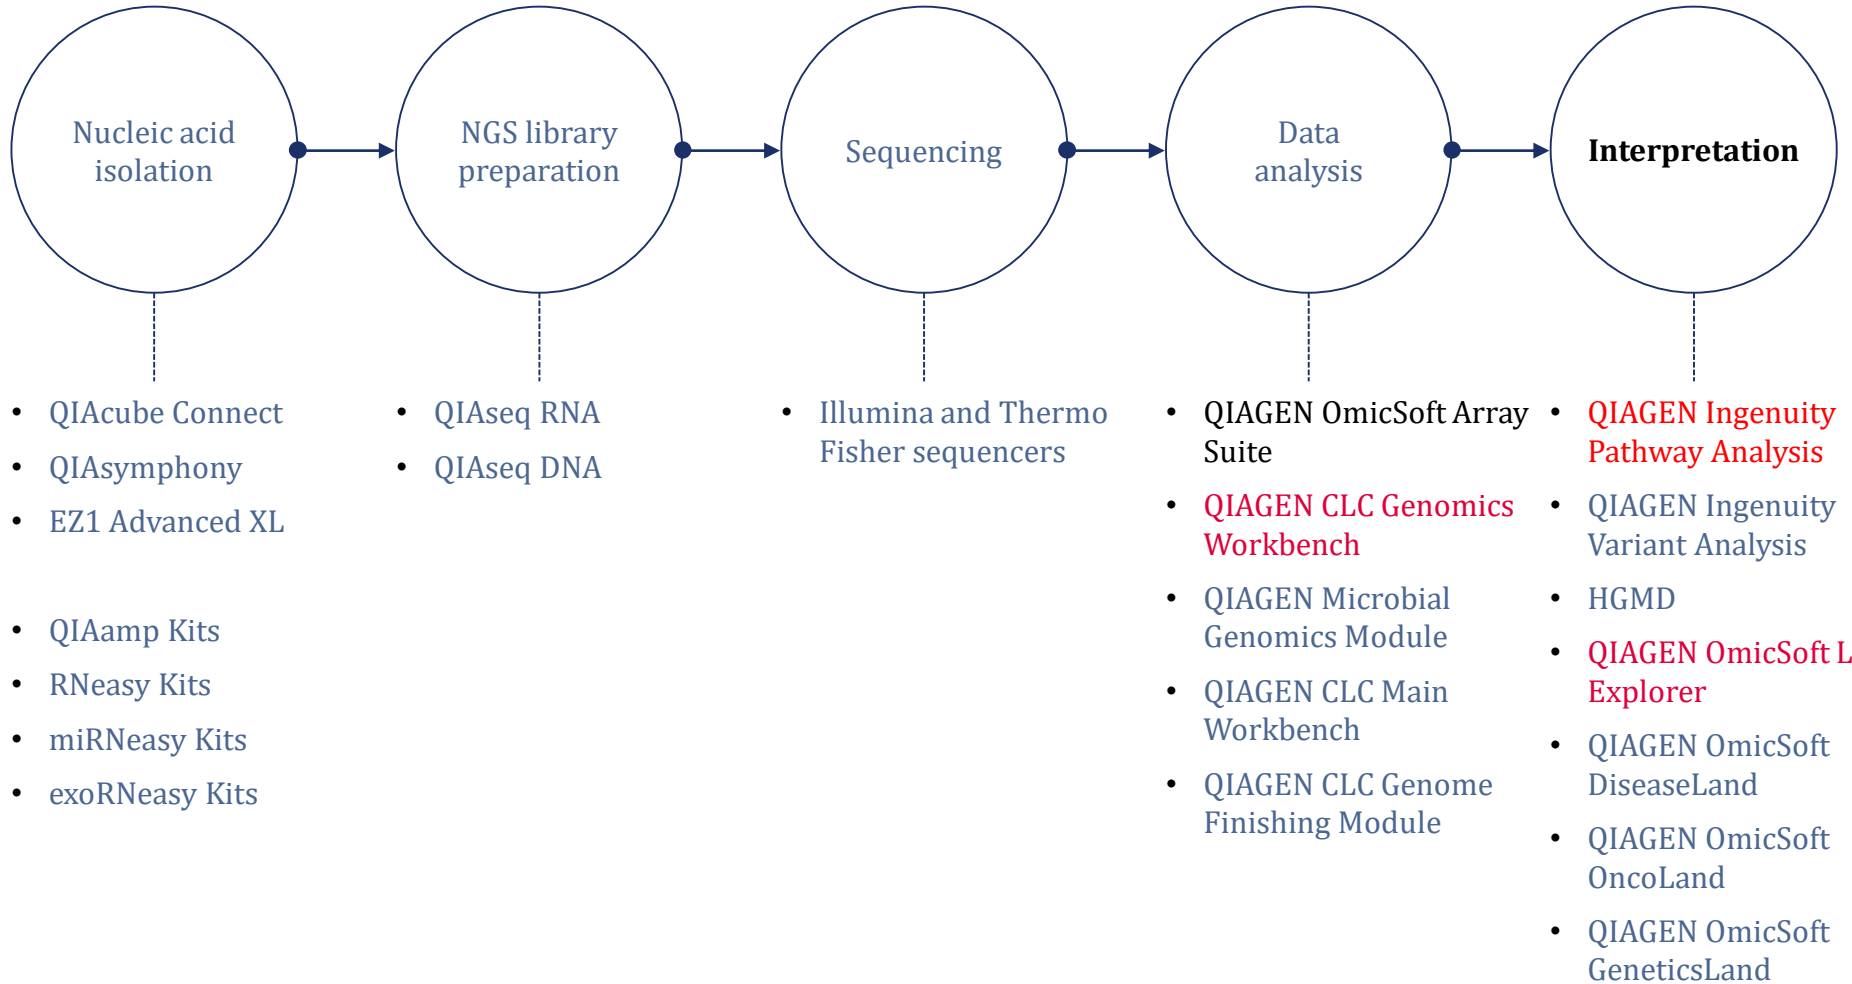 Nucleic acid
isolation
NGS library
preparation
Sequencing
Data
analysis
Interpretation
• QIAcube Connect
• QIAsymphony
• EZ1 Advanced XL
• QIAamp Kits
• RNeasy Kits
• miRNeasy Kits
• exoRNeasy Kits
• QIAseq RNA
• QIAseq DNA
• Illumina and Thermo
Fisher sequencers
• QIAGEN OmicSoft Array
Suite
• QIAGEN CLC Genomics
Workbench
• QIAGEN Microbial
Genomics Module
• QIAGEN CLC Main
Workbench
• QIAGEN CLC Genome
Finishing Module
• QIAGEN Ingenuity
Pathway Analysis
• QIAGEN Ingenuity
Variant Analysis
• HGMD
• QIAGEN OmicSoft L
Explorer
• QIAGEN OmicSoft
DiseaseLand
• QIAGEN OmicSoft
OncoLand
• QIAGEN OmicSoft
GeneticsLand